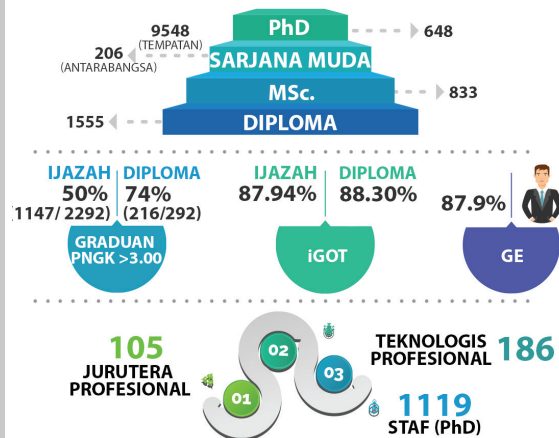 PhD
648
9548
(TEMPATAN)
206
(ANTARABANGSA)
SARJANA MUDA
MSc.
833
1555
DIPLOMA
IJAZAH
50%
(1147/ 2292)
DIPLOMA
74%
(216/292)
GRADUAN
PNGK >3.00
IJAZAH
87.94%
DIPLOMA
88.30%
iGOT
87.9%
GE
105
JURUTERA
PROFESIONAL
01
02
03
TEKNOLOGIS
PROFESIONAL
186
1119
STAF (PhD)